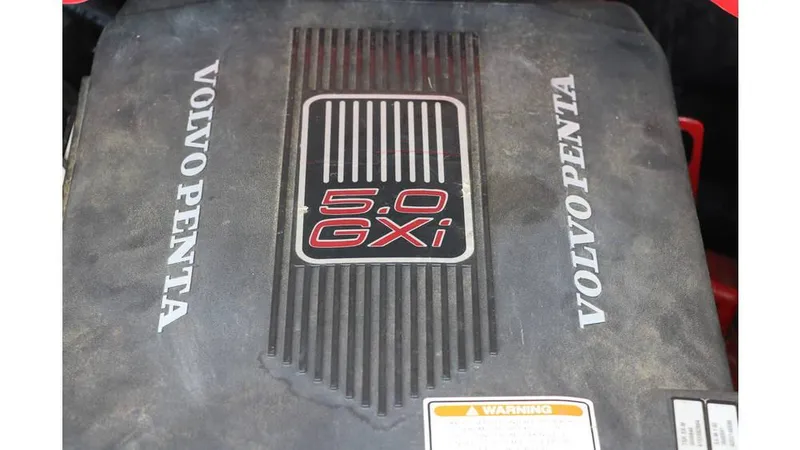 VOLVO PENTA
5.0
GXi
VOLVO PENTA
WARNING